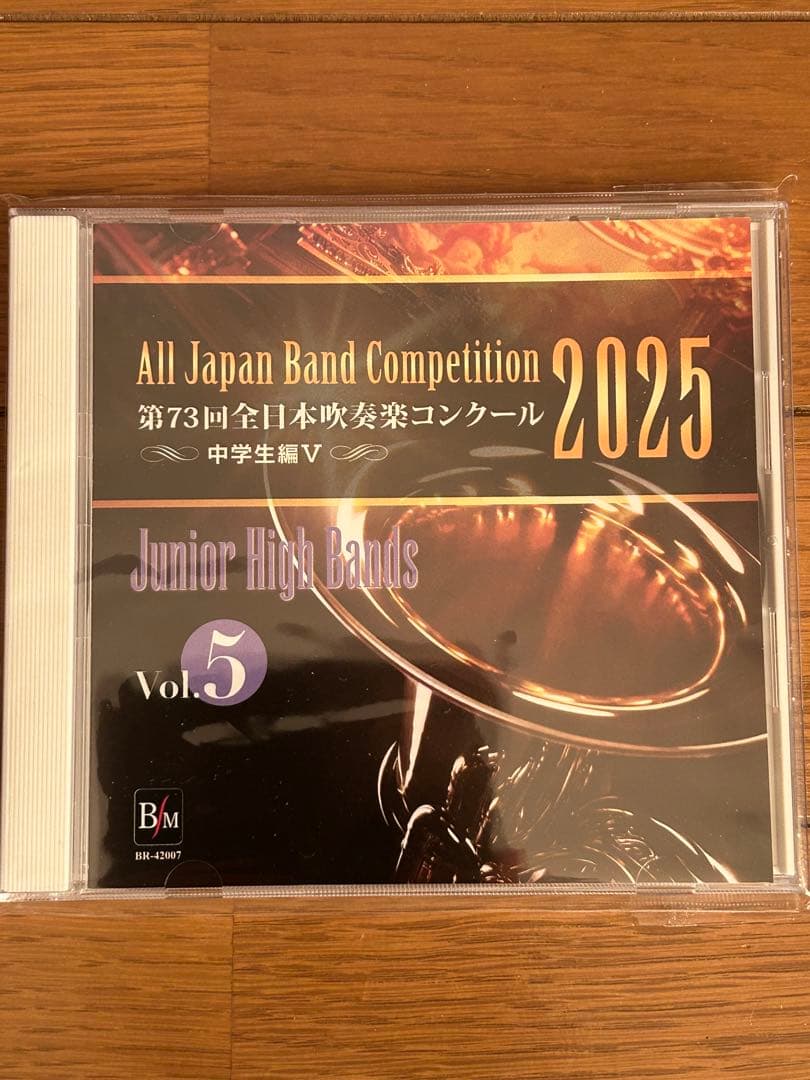 All Japan Band Competition 2025
第73回全日本吹奏楽コンクール
中学生編V
Junior High Bands
Vol.5
B/M
BR-42007